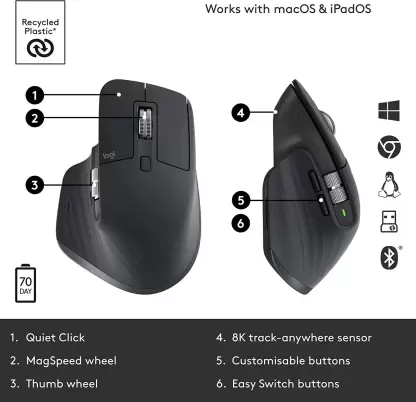 Recycled
Plastic*
Works with macOS & iPadOS
1
2
3
4
5
6
logi
70
DAY
1. Quiet Click
2. MagSpeed wheel
3. Thumb wheel
4. 8K track-anywhere sensor
5. Customisable buttons
6. Easy Switch buttons